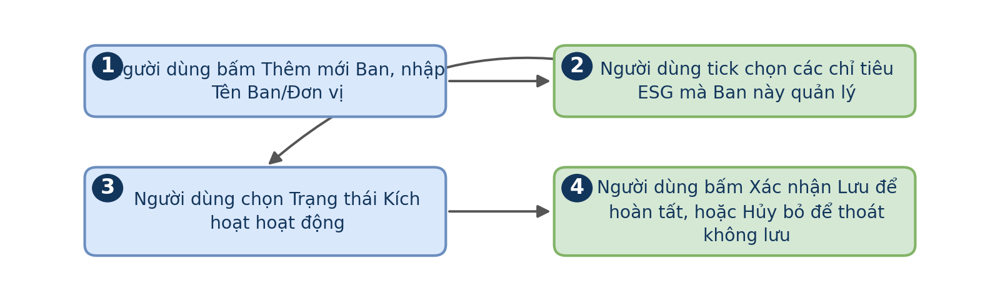 1
gười dùng bấm Thêm mới Ban, nhập
Tên Ban/Đơn vị
2
Người dùng tick chọn các chỉ tiêu
ESG mà Ban này quản lý
3
Người dùng chọn Trạng thái Kích
hoạt hoạt động
4
Người dùng bấm Xác nhận Lưu để
hoàn tất, hoặc Hủy bỏ để thoát
không lưu